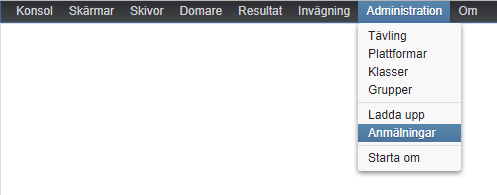 Konsol Skärmar Skivor Domare Resultat Invägning Administration Om
Tävling
Plattformar
Klasser
Grupper
Ladda upp
Anmälningar
Starta om